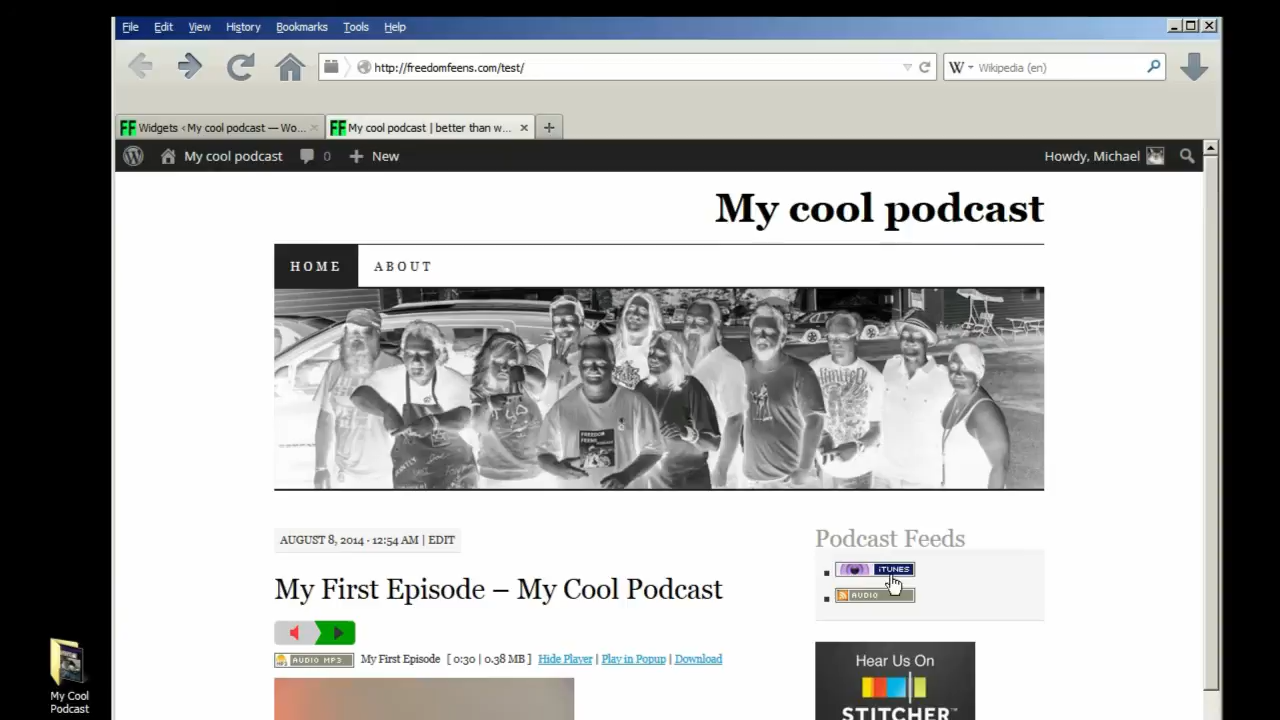 File Edit View History Bookmarks Tools Help
http://freedomfeens.com/test/
Wikipedia (en)
Widgets ‹ My cool podcast — Wo...
My cool podcast | better than w...
My cool podcast 0 New
Howdy, Michael
My cool podcast
HOME ABOUT
FREEDOM
FEENS
AUGUST 8, 2014 - 12:54 AM | EDIT
My First Episode – My Cool Podcast
AUDIO MP3 My First Episode [ 0:30 | 0.38 MB ] Hide Player | Play in Popup | Download
Podcast Feeds
iTUNES
AUDIO
Hear Us On
STITCHER™
My Cool
Podcast